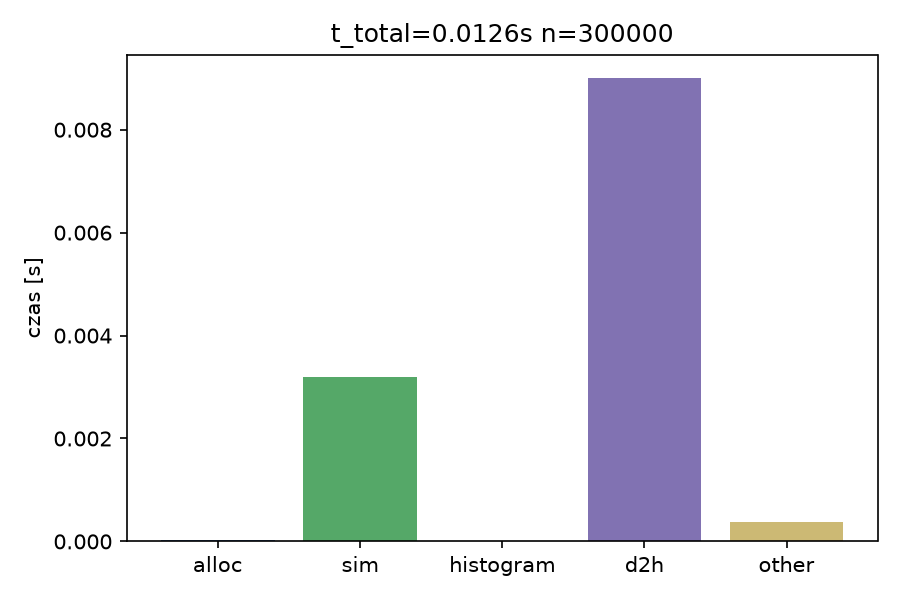 t_total=0.0126s n=300000
czas [s]
0.008
0.006
0.004
0.002
0.000
alloc sim histogram d2h other